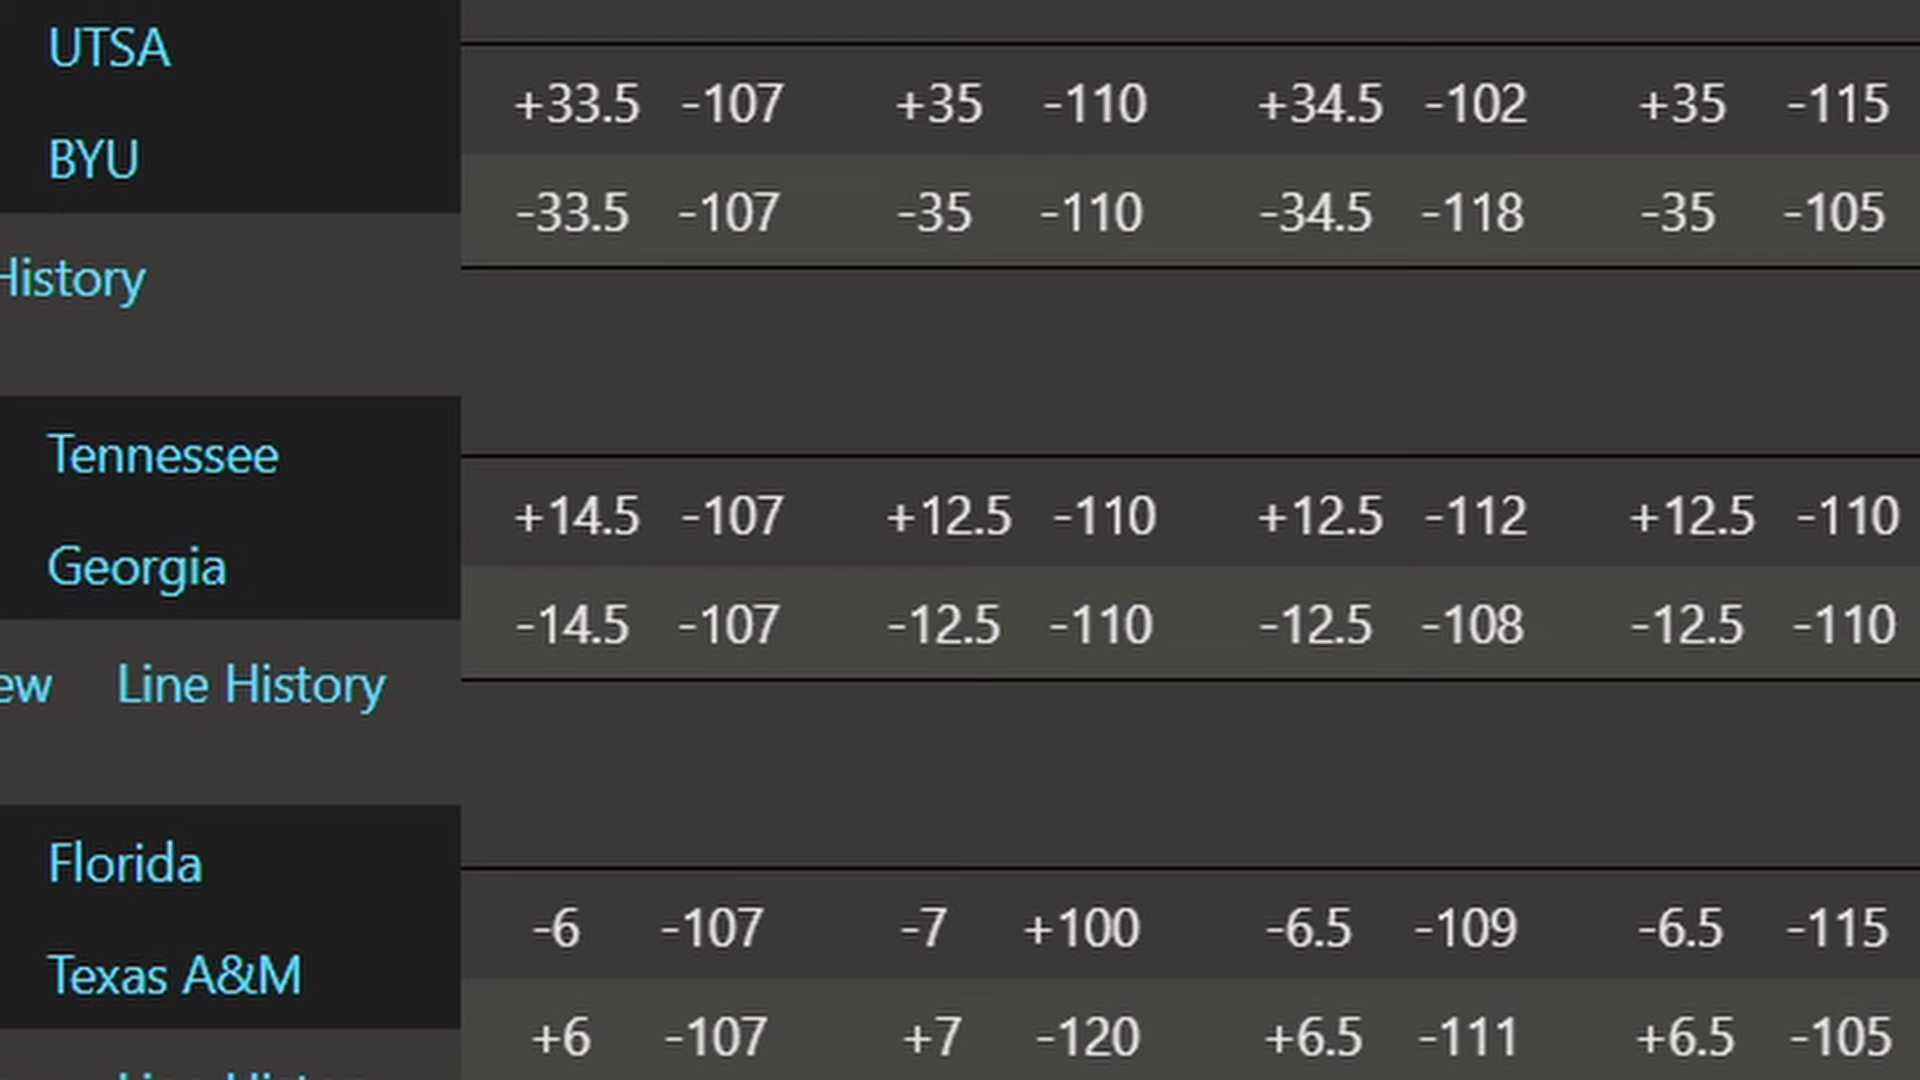 UTSA
+33.5 -107 +35 -110 +34.5 -102 +35 -115
BYU
-33.5 -107 -35 -110 -34.5 -118 -35 -105
History
Tennessee
+14.5 -107 +12.5 -110 +12.5 -112 +12.5 -110
Georgia
-14.5 -107 -12.5 -110 -12.5 -108 -12.5 -110
ew Line History
Florida
-6 -107 -7 +100 -6.5 -109 -6.5 -115
Texas A&M
+6 -107 +7 -120 +6.5 -111 +6.5 -105